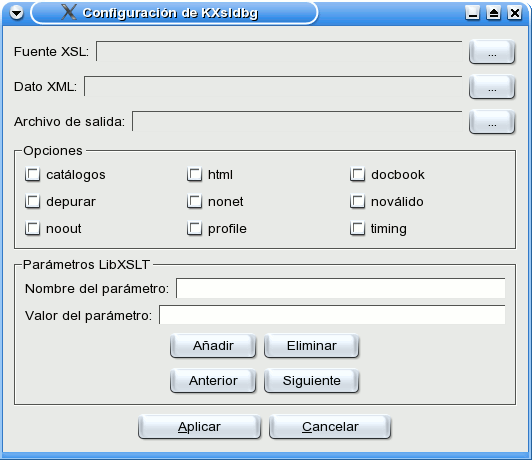 Configuración de KXsldbg
Fuente XSL: ...
Dato XML: ...
Archivo de salida: ...
Opciones
catálogos html docbook
depurar nonet noválido
noout profile timing
Parámetros LibXSLT
Nombre del parámetro:
Valor del parámetro:
Añadir Eliminar
Anterior Siguiente
Aplicar Cancelar